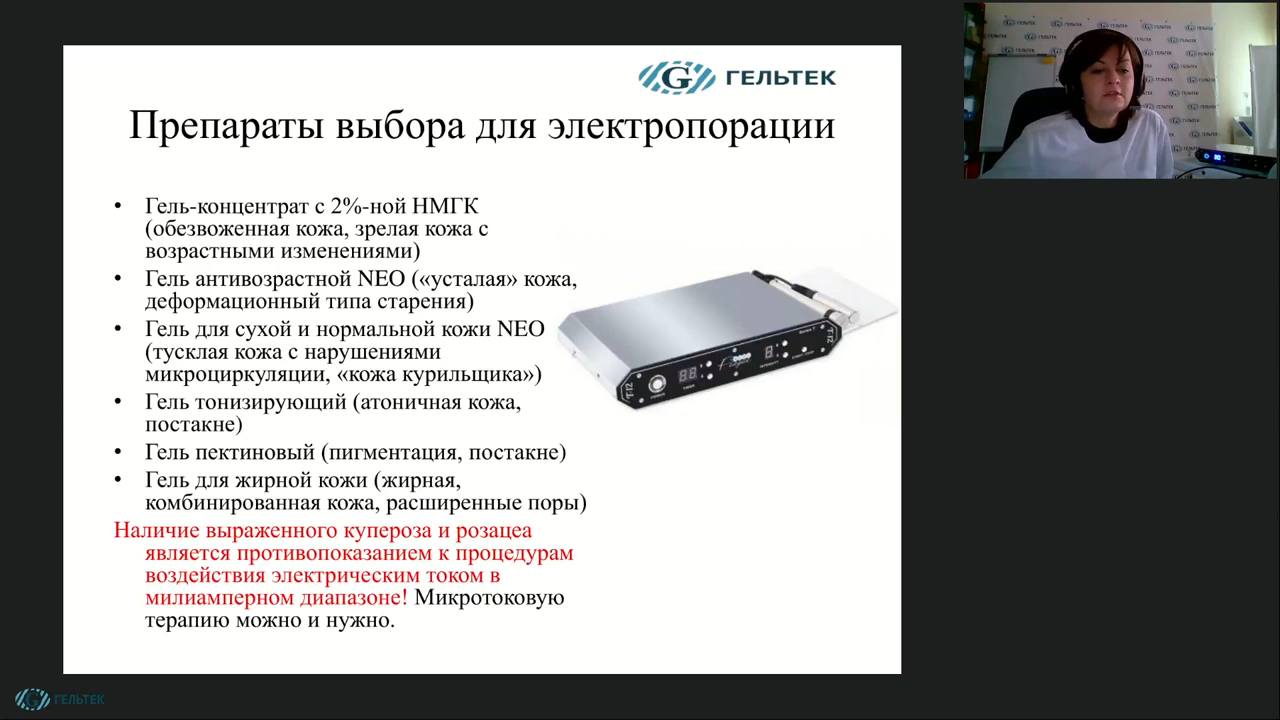 ГЕЛЬТЕК
Препараты выбора для электропорации
• Гель-концентрат с 2%-ной НМГК
(обезвоженная кожа, зрелая кожа с
возрастными изменениями)
• Гель антивозрастной NEO («усталая» кожа,
деформационный типа старения)
• Гель для сухой и нормальной кожи NEO
(тусклая кожа с нарушениями
микроциркуляции, «кожа курильщика»)
• Гель тонизирующий (атоничная кожа,
постакне)
• Гель пектиновый (пигментация, постакне)
• Гель для жирной кожи (жирная,
комбинированная кожа, расширенные поры)
Наличие выраженного купероза и розацеа
является противопоказанием к процедурам
воздействия электрическим током в
милиамперном диапазоне! Микротоковую
терапию можно и нужно.
ГЕЛЬТЕК